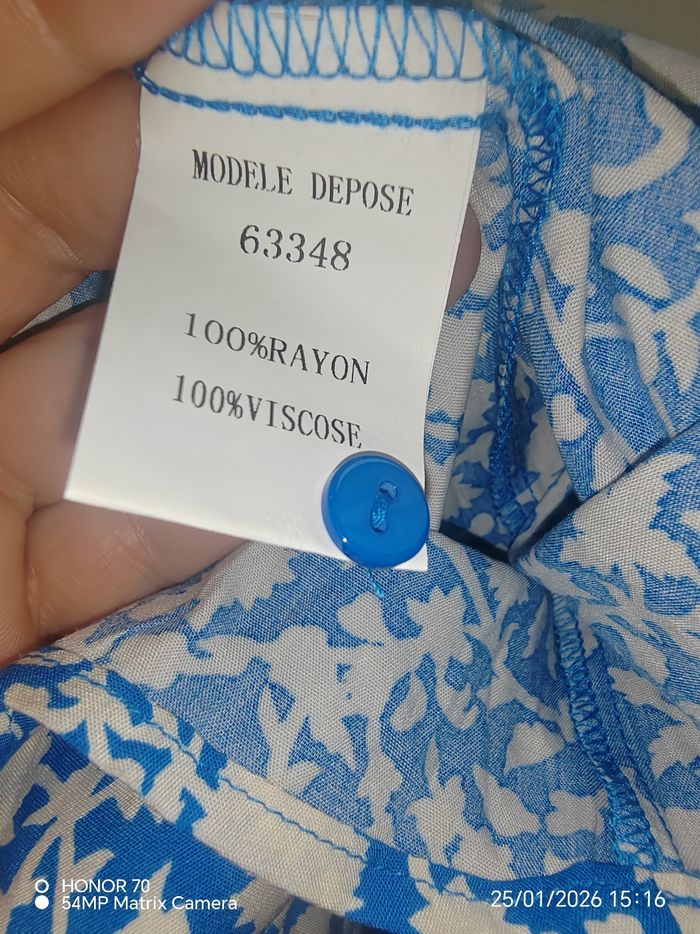 MODELE DEPOSE
63348
100%RAYON
100%VISCOSE
HONOR 70
54MP Matrix Camera
25/01/2026 15:16